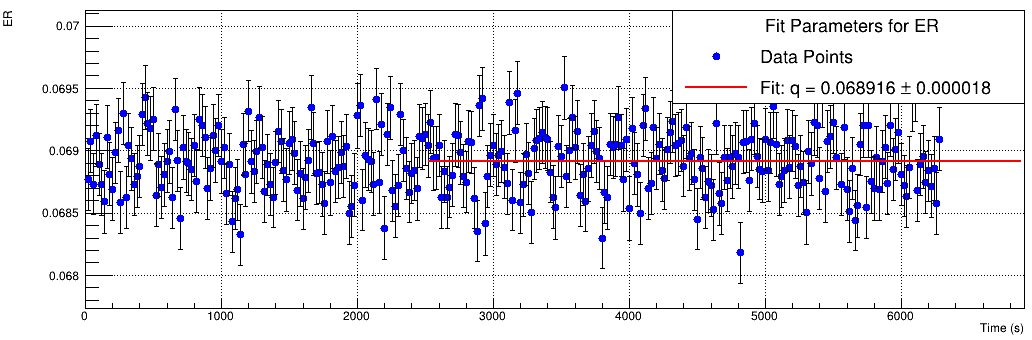 ER
0.07
0.0695
0.069
0.0685
0.068
Fit Parameters for ER
Data Points
Fit: q = 0.068916 ± 0.000018
0 1000 2000 3000 4000 5000 6000
Time (s)